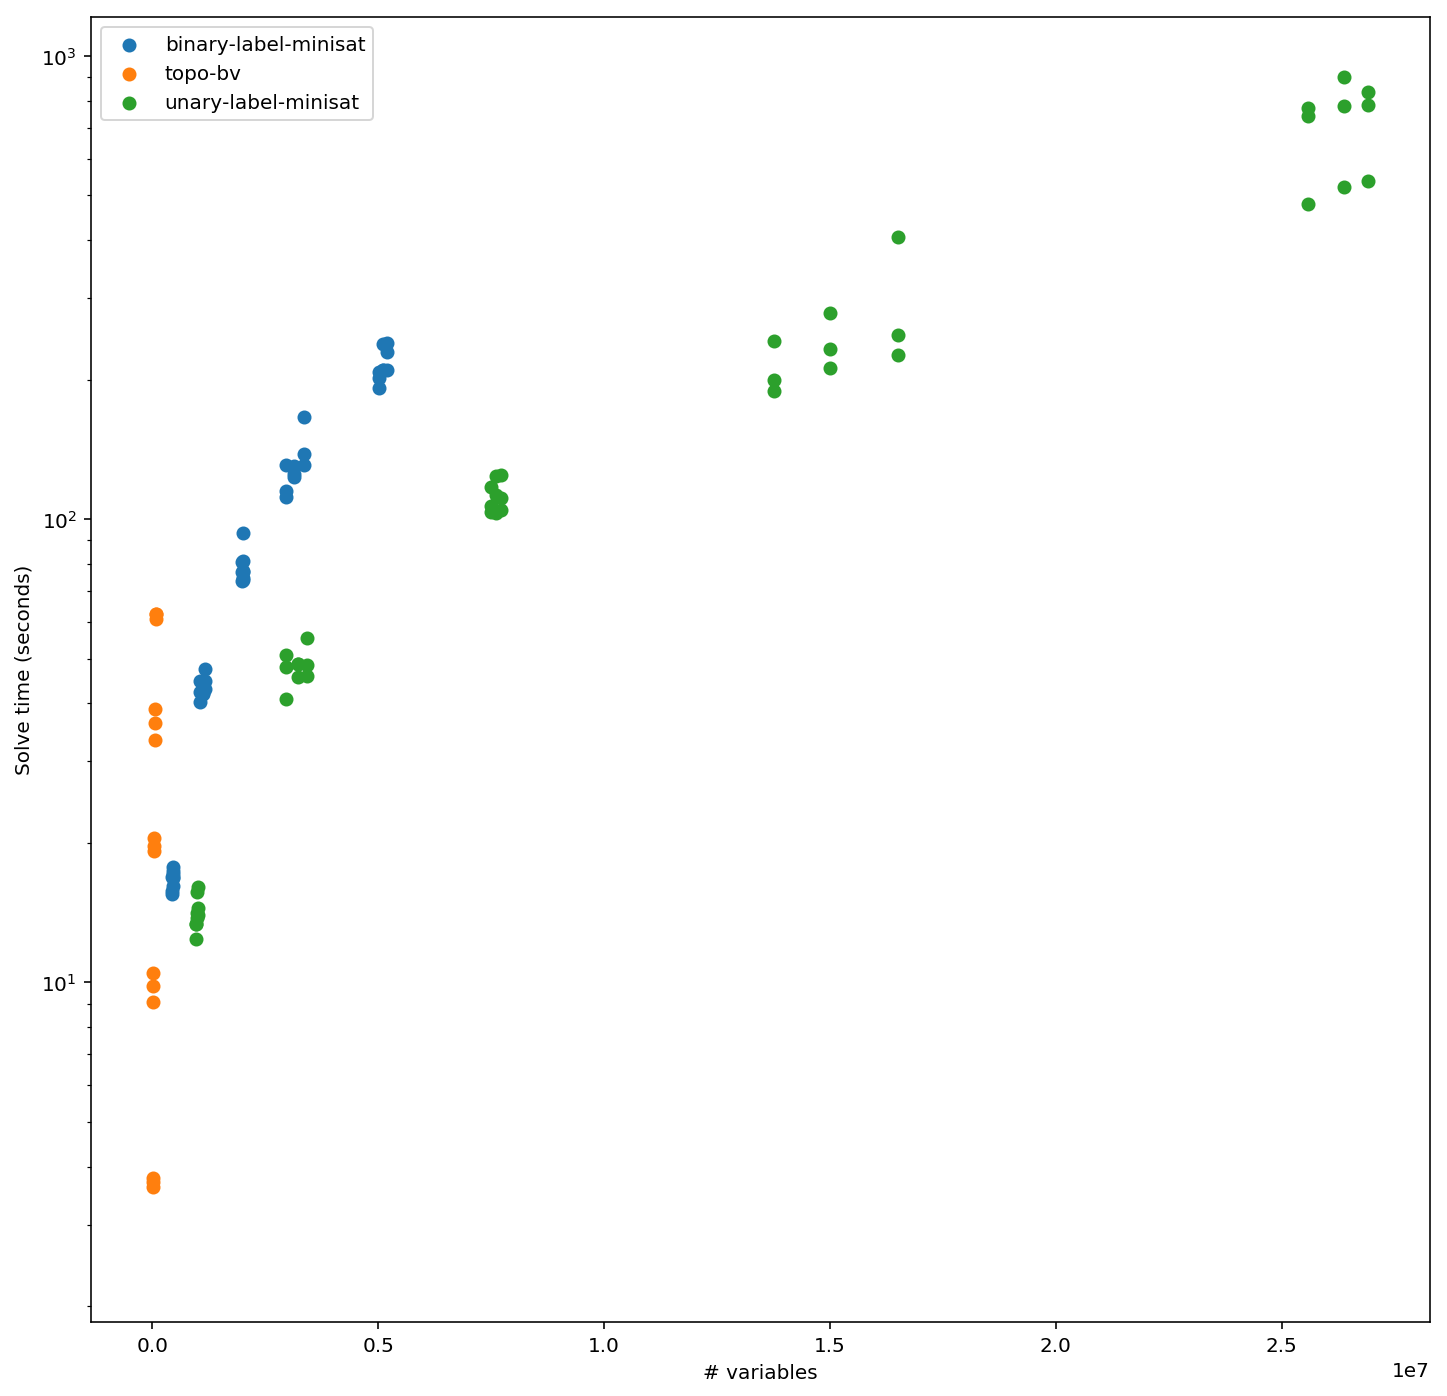 binary-label-minisat
topo-bv
unary-label-minisat
10³
10²
10¹
Solve time (seconds)
0.0 0.5 1.0 1.5 2.0 2.5
1e7
# variables